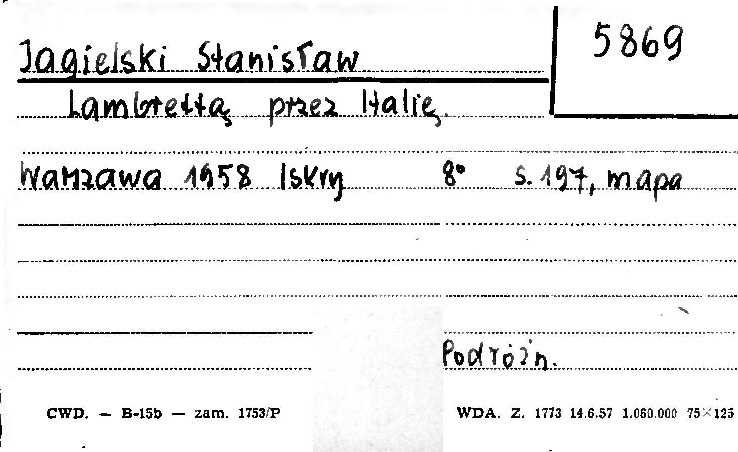 Jagielski Stanisław
5869
Lambrettą przez Italię.
Warszawa 1958 Iskry 8° s. 197, mapa
Podróżn.
CWD. — B-15b — zam. 1753/P
WDA. Z. 1773 14.6.57 1.060.000 75×125